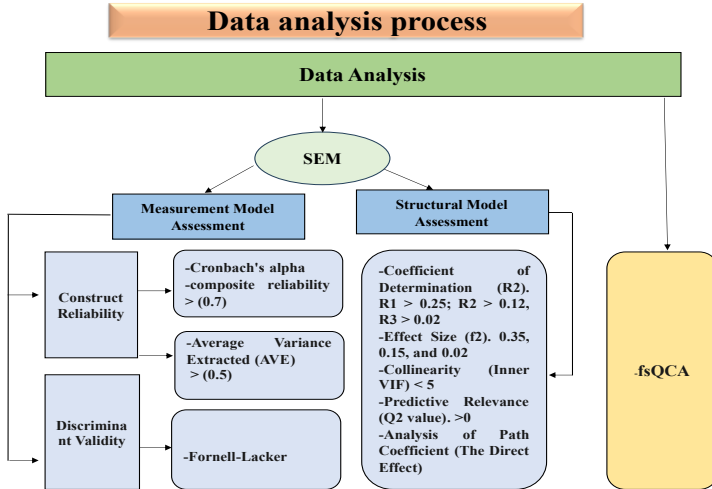 Data analysis process
Data Analysis
SEM
Measurement Model
Assessment
Structural Model
Assessment
Construct
Reliability
-Cronbach's alpha
-composite reliability
> (0.7)
-Average Variance
Extracted (AVE)
> (0.5)
Discrimina
nt Validity
-Fornell-Lacker
-Coefficient of
Determination (R2).
R1 > 0.25; R2 > 0.12,
R3 > 0.02
-Effect Size (f2). 0.35,
0.15, and 0.02
-Collinearity (Inner
VIF) < 5
-Predictive Relevance
(Q2 value). >0
-Analysis of Path
Coefficient (The Direct
Effect)
-fsQCA